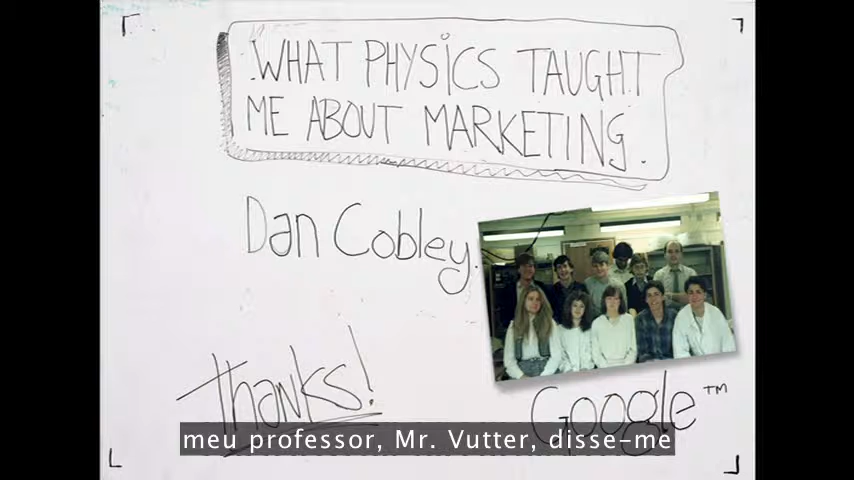 WHAT PHYSICS TAUGHT
ME ABOUT MARKETING.
Dan Cobley.
Thanks!
Google™
meu professor, Mr. Vutter, disse-me